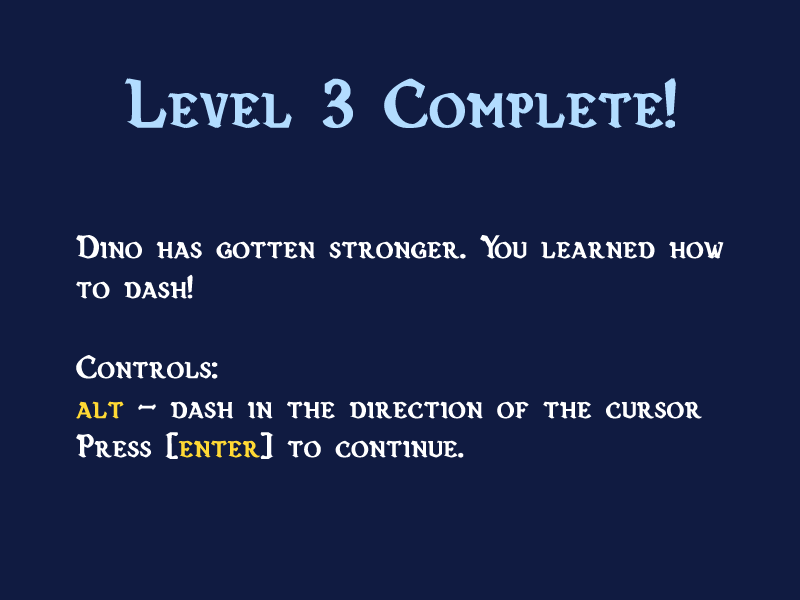 Level 3 Complete!
Dino has gotten stronger. You learned how
to dash!
Controls:
alt – dash in the direction of the cursor
Press [enter] to continue.